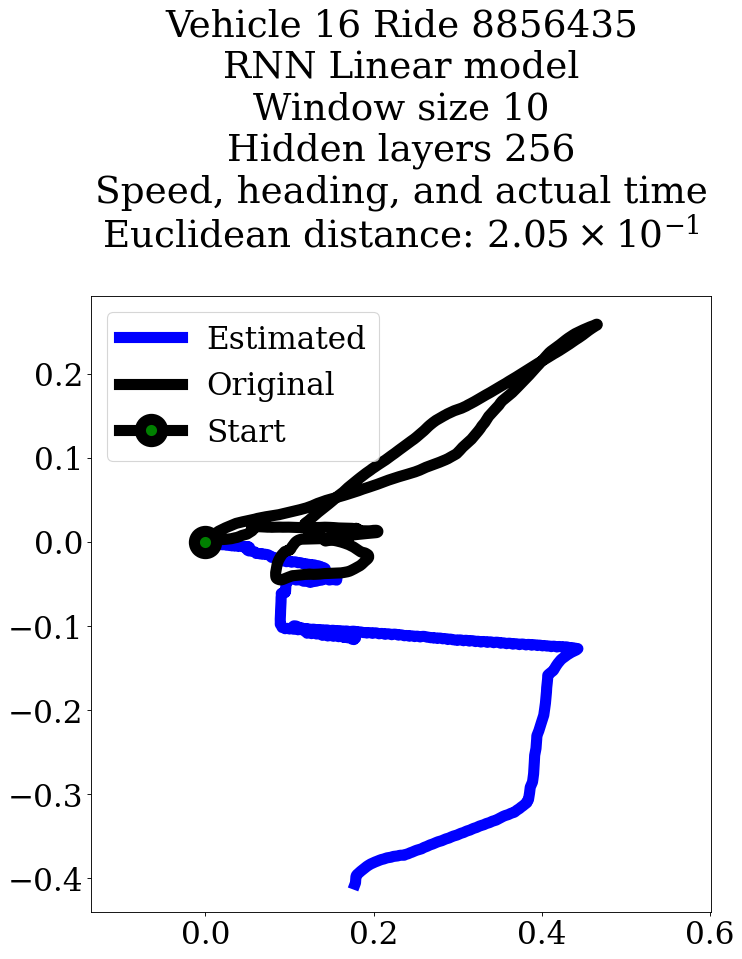 Vehicle 16 Ride 8856435
RNN Linear model
Window size 10
Hidden layers 256
Speed, heading, and actual time
Euclidean distance: 2.05 × 10⁻¹
Estimated
Original
Start
0.2
0.1
0.0
−0.1
−0.2
−0.3
−0.4
0.0 0.2 0.4 0.6